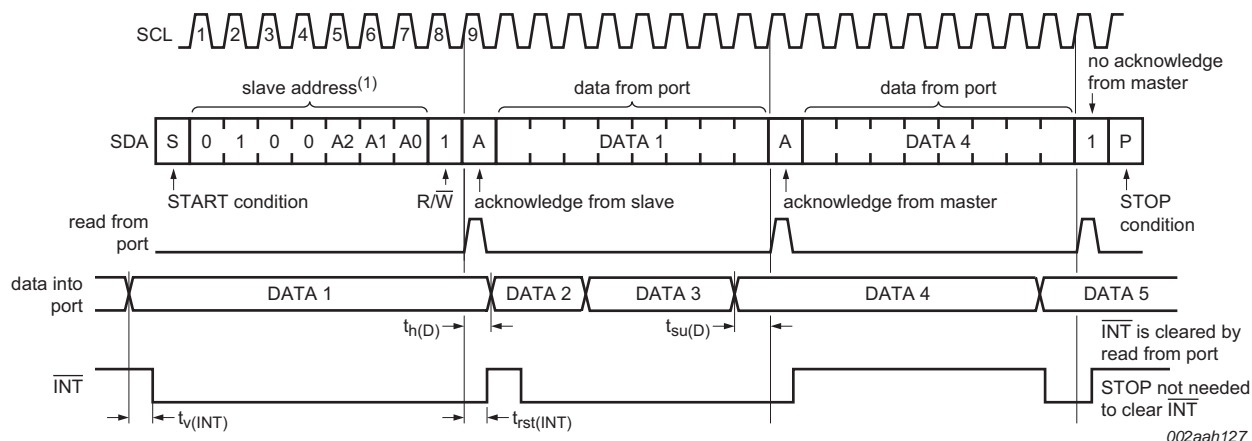 SCL 1 2 3 4 5 6 7 8 9
no acknowledge
from master
slave address(1) data from port data from port
SDA S 0 1 0 0 A2 A1 A0 1 A DATA 1 A DATA 4 1 P
START condition R/W̅ acknowledge from slave acknowledge from master STOP
condition
read from
port
data into
port
DATA 1 DATA 2 DATA 3 DATA 4 DATA 5
th(D) tsu(D)
I̅N̅T̅ is cleared by
read from port
I̅N̅T̅
STOP not needed
to clear I̅N̅T̅
tv(INT) trst(INT)
002aah127